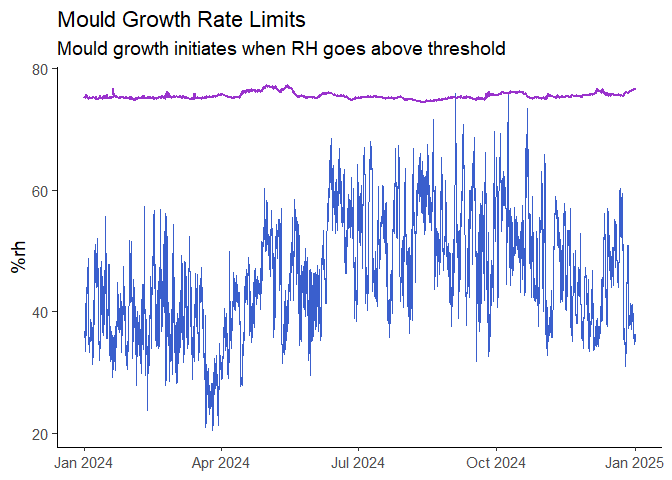 Mould Growth Rate Limits
Mould growth initiates when RH goes above threshold
80
60
40
20
%rh
Jan 2024
Apr 2024
Jul 2024
Oct 2024
Jan 2025